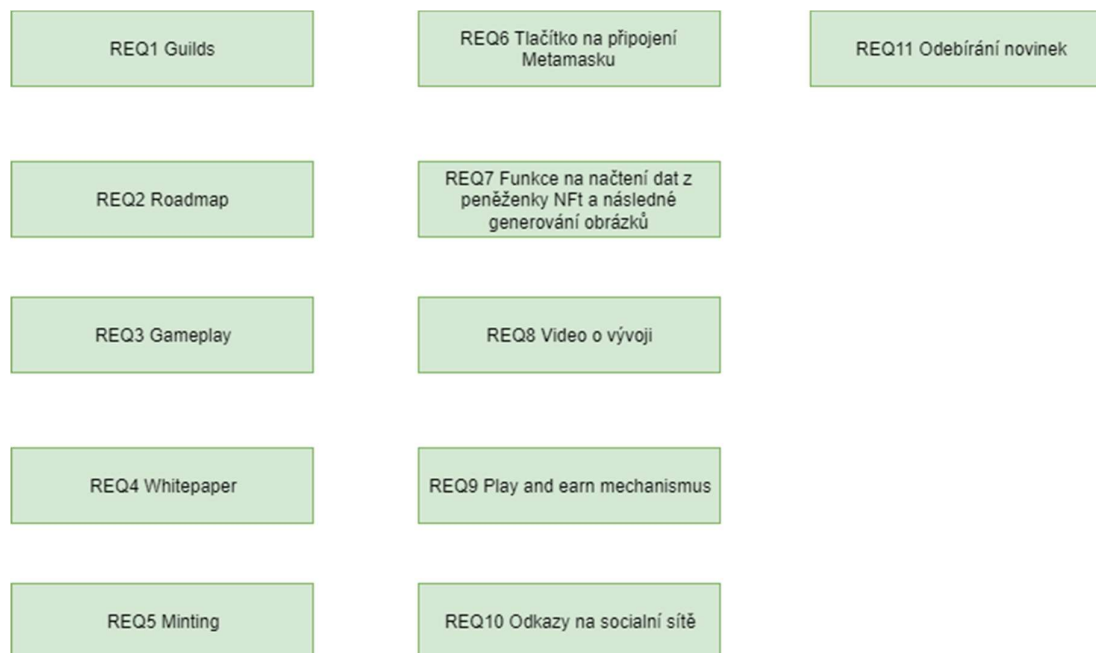 REQ1 Guilds
REQ2 Roadmap
REQ3 Gameplay
REQ4 Whitepaper
REQ5 Minting
REQ6 Tlačítko na připojení
Metamasku
REQ7 Funkce na načtení dat z
peněženky NFt a následné
generování obrázků
REQ8 Video o vývoji
REQ9 Play and earn mechanismus
REQ10 Odkazy na socialní sítě
REQ11 Odebírání novinek